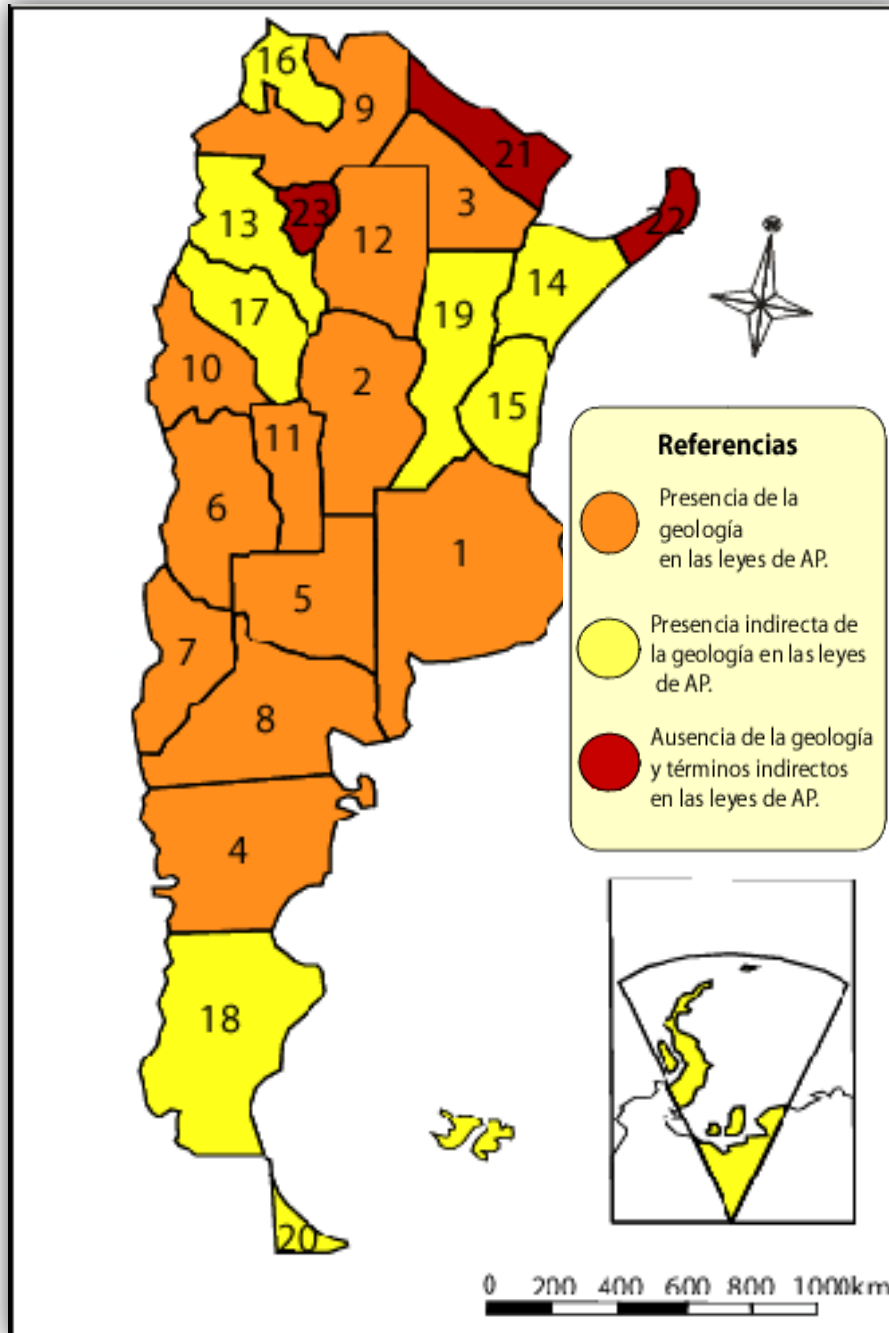 16
9
21
3
23
22
13
12
14
17
19
10
2
15
11
6
1
5
7
8
4
18
20
Referencias
Presencia de la
geología
en las leyes de AP.
Presencia indirecta de
la geología en las leyes
de AP.
Ausencia de la geología
y términos indirectos
en las leyes de AP.
0 200 400 600 800 1000km